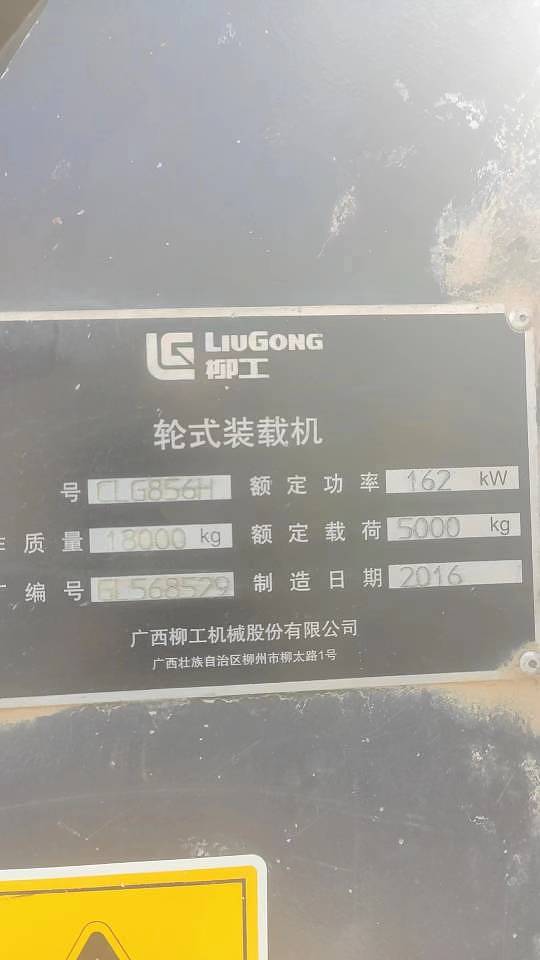 LG LIUGONG
柳工
轮式装载机
号 CLG856H 额定功率 162 kW
质量 18000 kg 额定载荷 5000 kg
编号 GL568529 制造日期 2016
广西柳工机械股份有限公司
广西壮族自治区柳州市柳太路1号